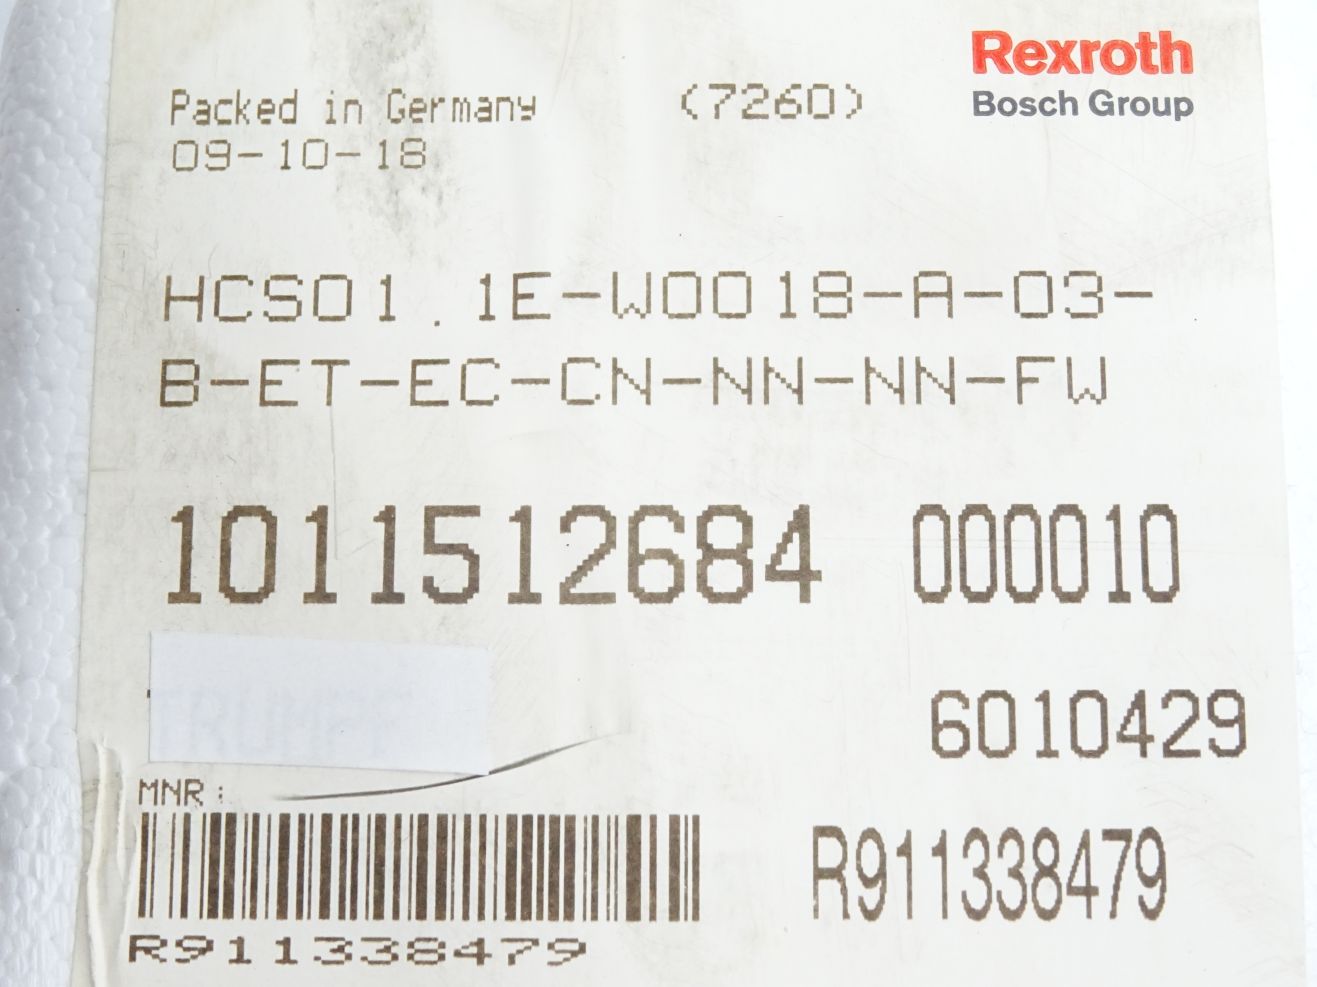 Rexroth
Bosch Group
Packed in Germany (7260)
09-10-18
HCS01.1E-W0018-A-03-
B-ET-EC-CN-NN-NN-FW
1011512684 000010
TRUMPF
6010429
MNR:
R911338479
R911338479